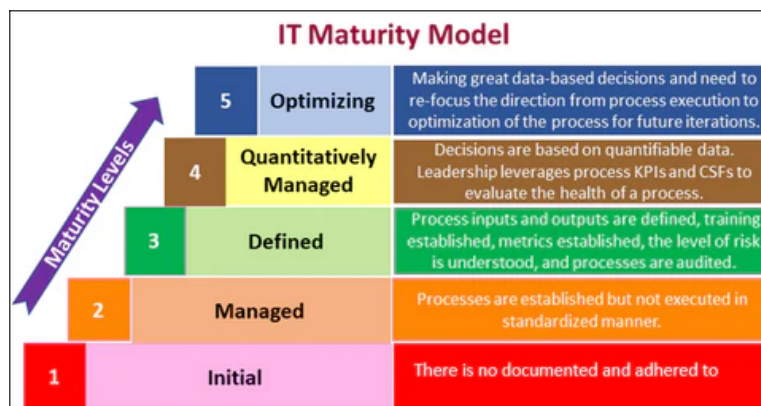 IT Maturity Model
Maturity Levels
5
Optimizing
Making great data-based decisions and need to
re-focus the direction from process execution to
optimization of the process for future iterations.
4
Quantitatively
Managed
Decisions are based on quantifiable data.
Leadership leverages process KPIs and CSFs to
evaluate the health of a process.
3
Defined
Process inputs and outputs are defined, training
established, metrics established, the level of risk
is understood, and processes are audited.
2
Managed
Processes are established but not executed in
standardized manner.
1
Initial
There is no documented and adhered to